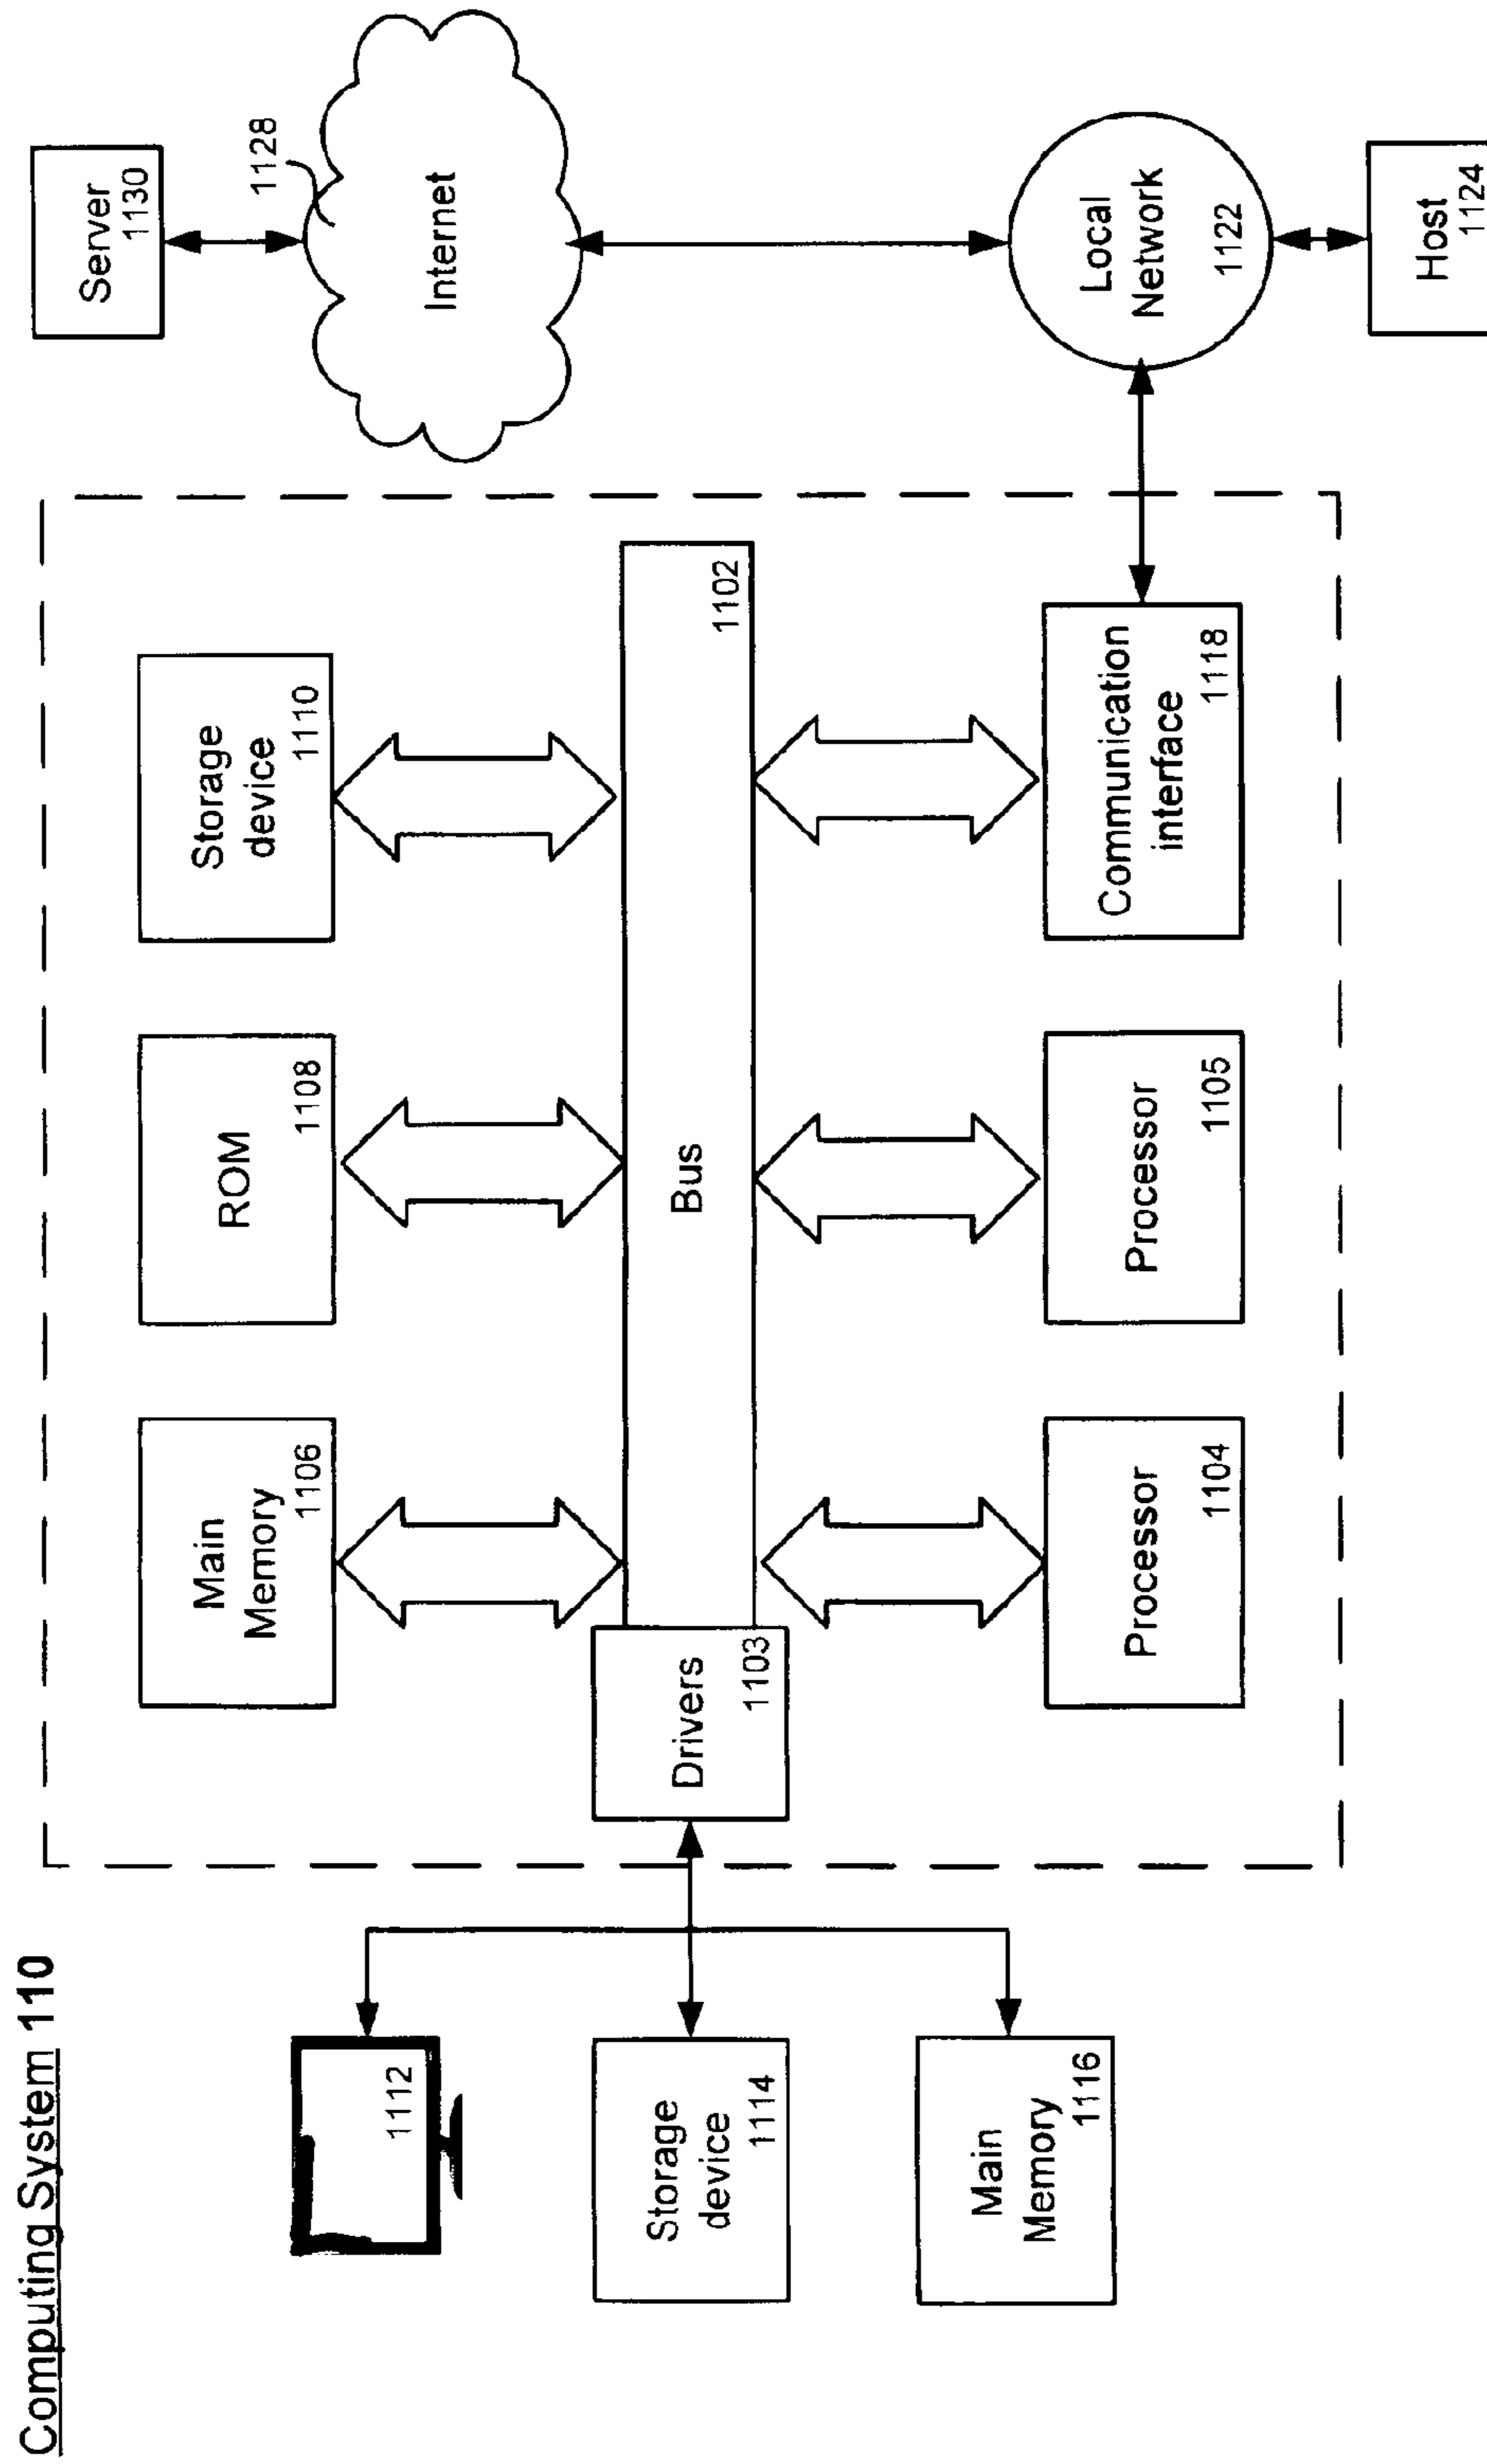 Computing System 110
1112
Storage
device
1114
Main
Memory
1116
Main
Memory
1106
ROM
1108
Storage
device
1110
Drivers
1103
Bus
1102
Processor
1104
Processor
1105
Communication
interface
1118
Server
1130
1128
Internet
Local
Network
1122
Host
1124